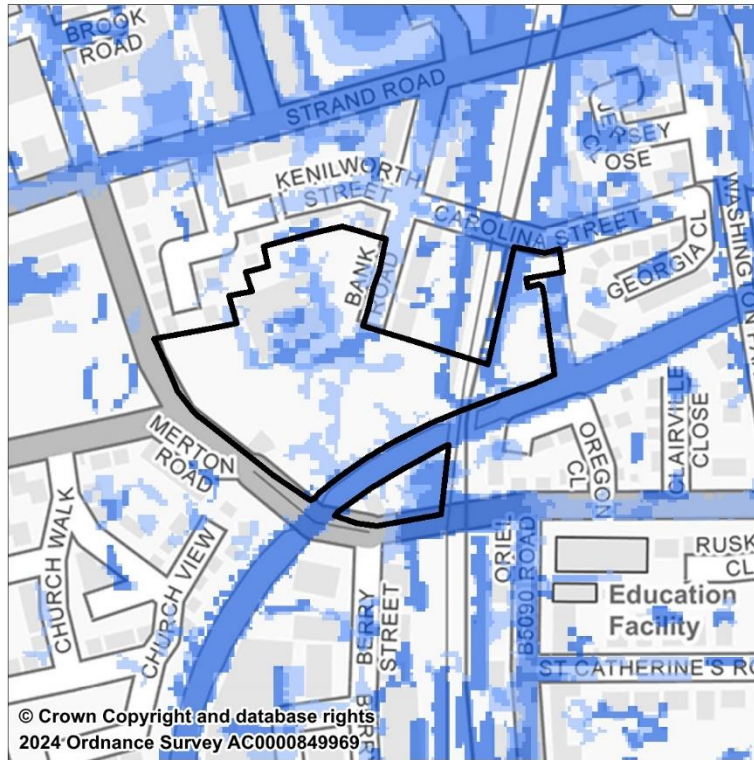 BROOK
ROAD
STRAND ROAD
JERSEY
CLOSE
KENILWORTH
STREET
CAROLINA STREET
WASHINGTON PA
GEORGIA CL
BANK
ROAD
MERTON
ROAD
CLAIRVILLE
CLOSE
OREGON
CL
CHURCH WALK
CHURCH VIEW
BERRY
STREET
BERRY
ORIEL
B5090 ROAD
RUSK
CL
Education
Facility
ST CATHERINE'S RO
© Crown Copyright and database rights
2024 Ordnance Survey AC0000849969